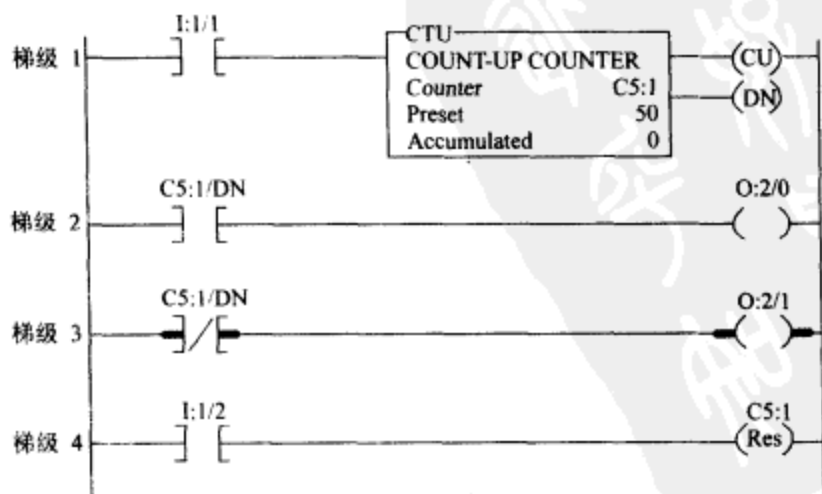 I:1/1
梯级 1
CTU
COUNT-UP COUNTER
Counter C5:1
Preset 50
Accumulated 0
CU
DN
C5:1/DN O:2/0
梯级 2
C5:1/DN O:2/1
梯级 3
I:1/2 C5:1
梯级 4 Res